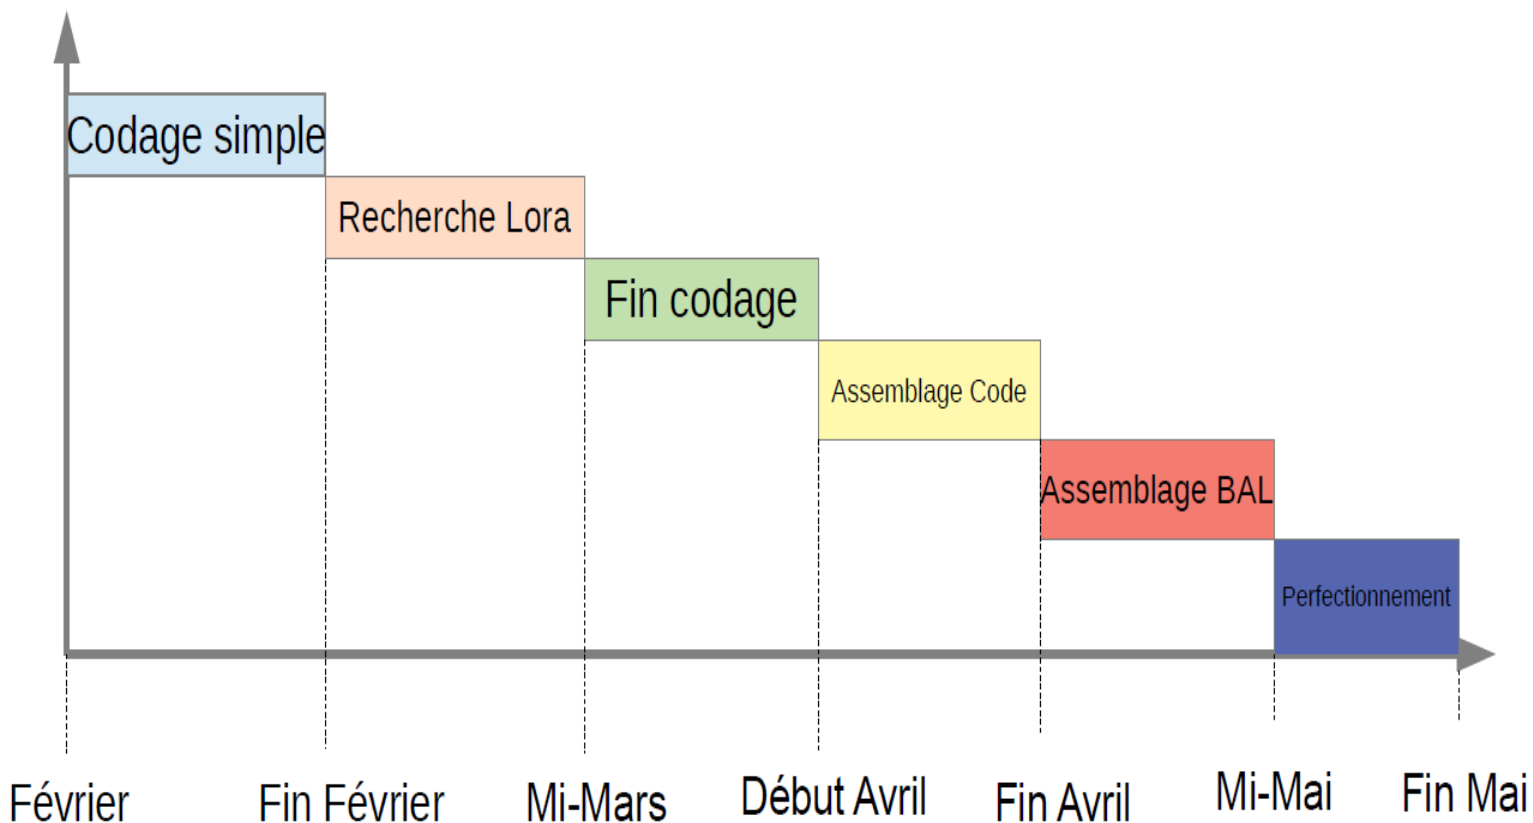 Codage simple
Recherche Lora
Fin codage
Assemblage Code
Assemblage BAL
Perfectionnement
Février
Fin Février
Mi-Mars
Début Avril
Fin Avril
Mi-Mai
Fin Mai